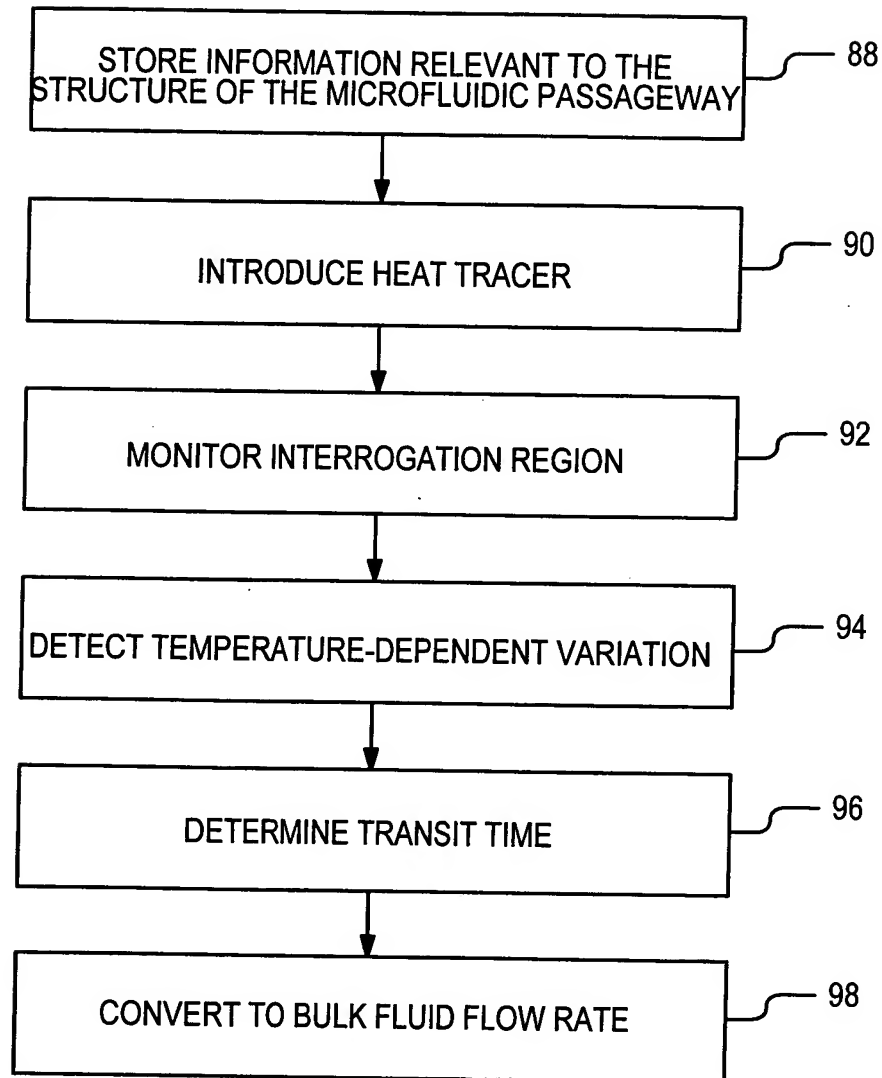 STORE INFORMATION RELEVANT TO THE
STRUCTURE OF THE MICROFLUIDIC PASSAGEWAY
88
INTRODUCE HEAT TRACER
90
MONITOR INTERROGATION REGION
92
DETECT TEMPERATURE-DEPENDENT VARIATION
94
DETERMINE TRANSIT TIME
96
CONVERT TO BULK FLUID FLOW RATE
98